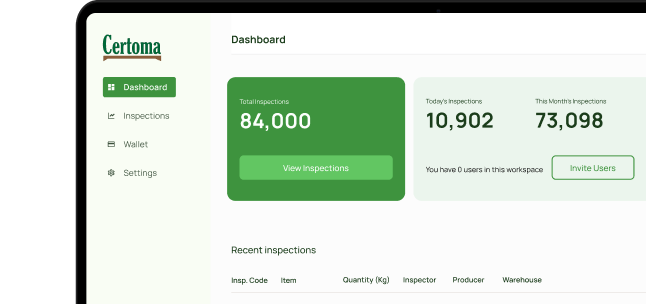 Certoma
Dashboard
Inspections
Wallet
Settings
Dashboard
Total Inspections
84,000
View Inspections
Today's Inspections
10,902
This Month's Inspections
73,098
You have 0 users in this workspace
Invite Users
Recent inspections
Insp. Code Item Quantity (Kg) Inspector Producer Warehouse